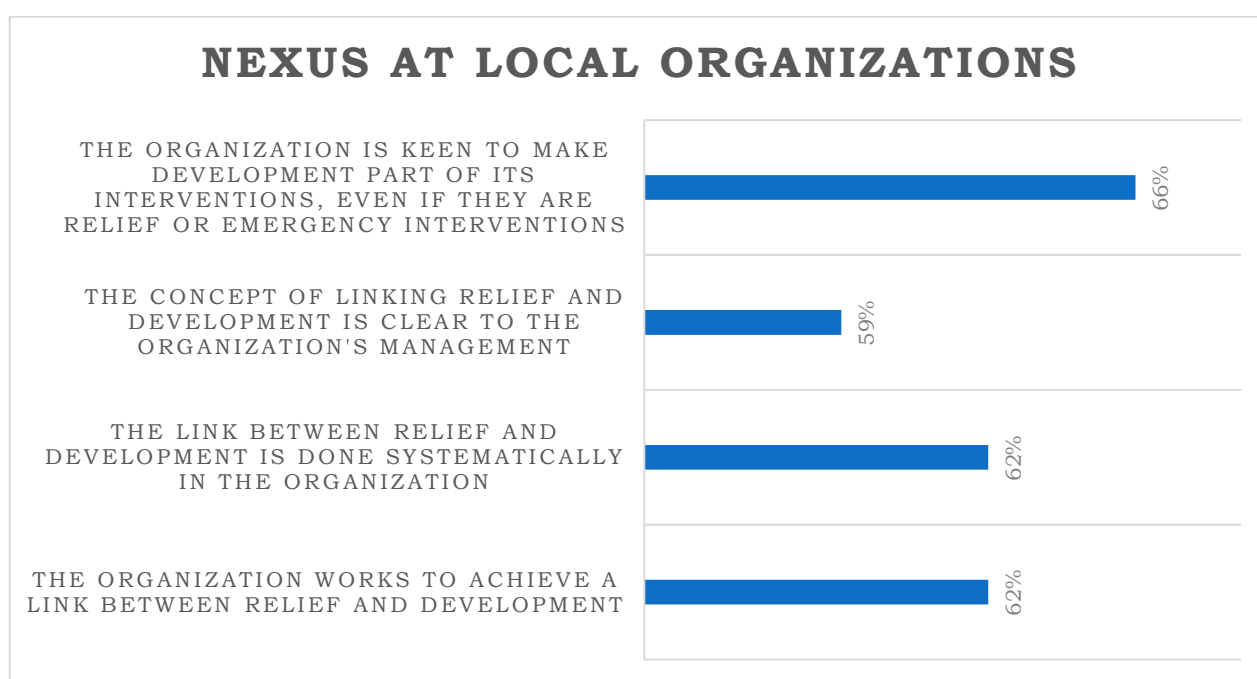 NEXUS AT LOCAL ORGANIZATIONS
THE ORGANIZATION IS KEEN TO MAKE
DEVELOPMENT PART OF ITS
INTERVENTIONS, EVEN IF THEY ARE
RELIEF OR EMERGENCY INTERVENTIONS
66%
THE CONCEPT OF LINKING RELIEF AND
DEVELOPMENT IS CLEAR TO THE
ORGANIZATION'S MANAGEMENT
59%
THE LINK BETWEEN RELIEF AND
DEVELOPMENT IS DONE SYSTEMATICALLY
IN THE ORGANIZATION
62%
THE ORGANIZATION WORKS TO ACHIEVE A
LINK BETWEEN RELIEF AND DEVELOPMENT
62%